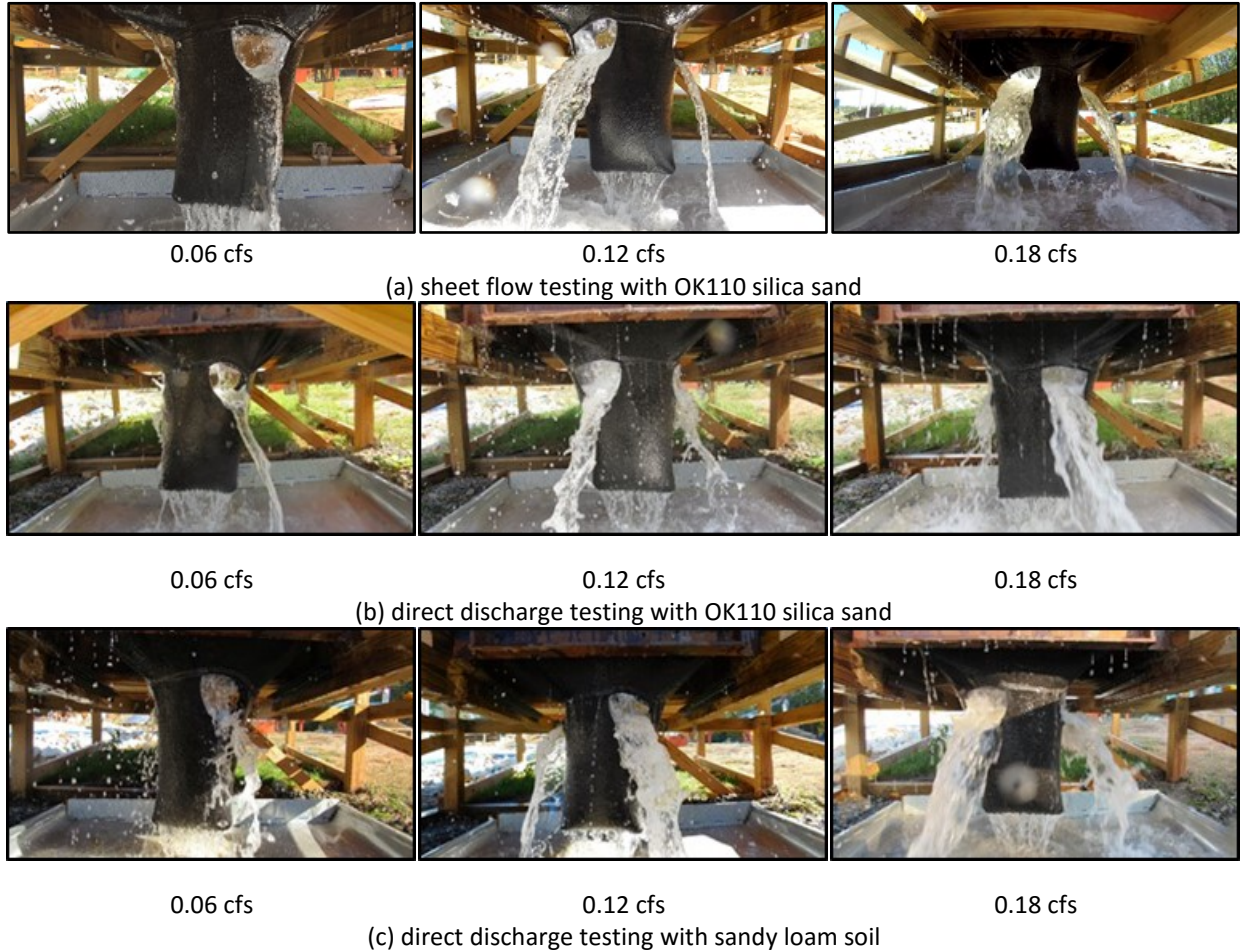 0.06 cfs 0.12 cfs 0.18 cfs
(a) sheet flow testing with OK110 silica sand
0.06 cfs 0.12 cfs 0.18 cfs
(b) direct discharge testing with OK110 silica sand
0.06 cfs 0.12 cfs 0.18 cfs
(c) direct discharge testing with sandy loam soil